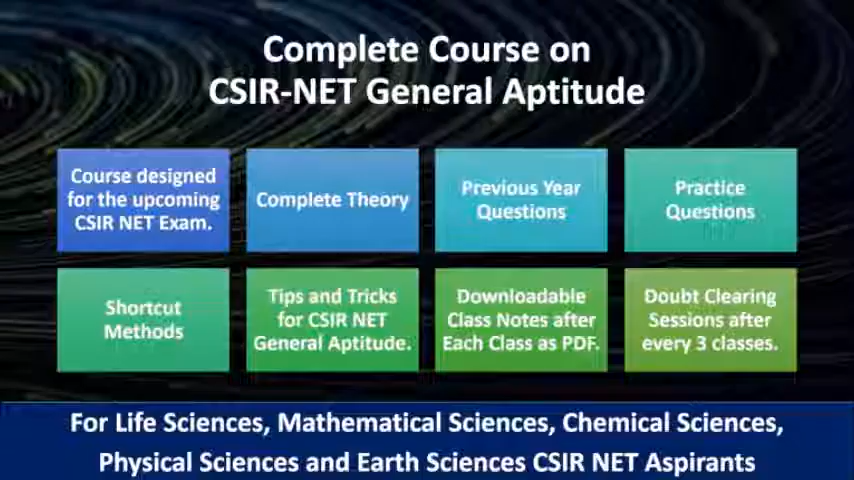 Complete Course on
CSIR-NET General Aptitude
Course designed
for the upcoming
CSIR NET Exam.
Complete Theory
Previous Year
Questions
Practice
Questions
Shortcut
Methods
Tips and Tricks
for CSIR NET
General Aptitude.
Downloadable
Class Notes after
Each Class as PDF.
Doubt Clearing
Sessions after
every 3 classes.
For Life Sciences, Mathematical Sciences, Chemical Sciences,
Physical Sciences and Earth Sciences CSIR NET Aspirants